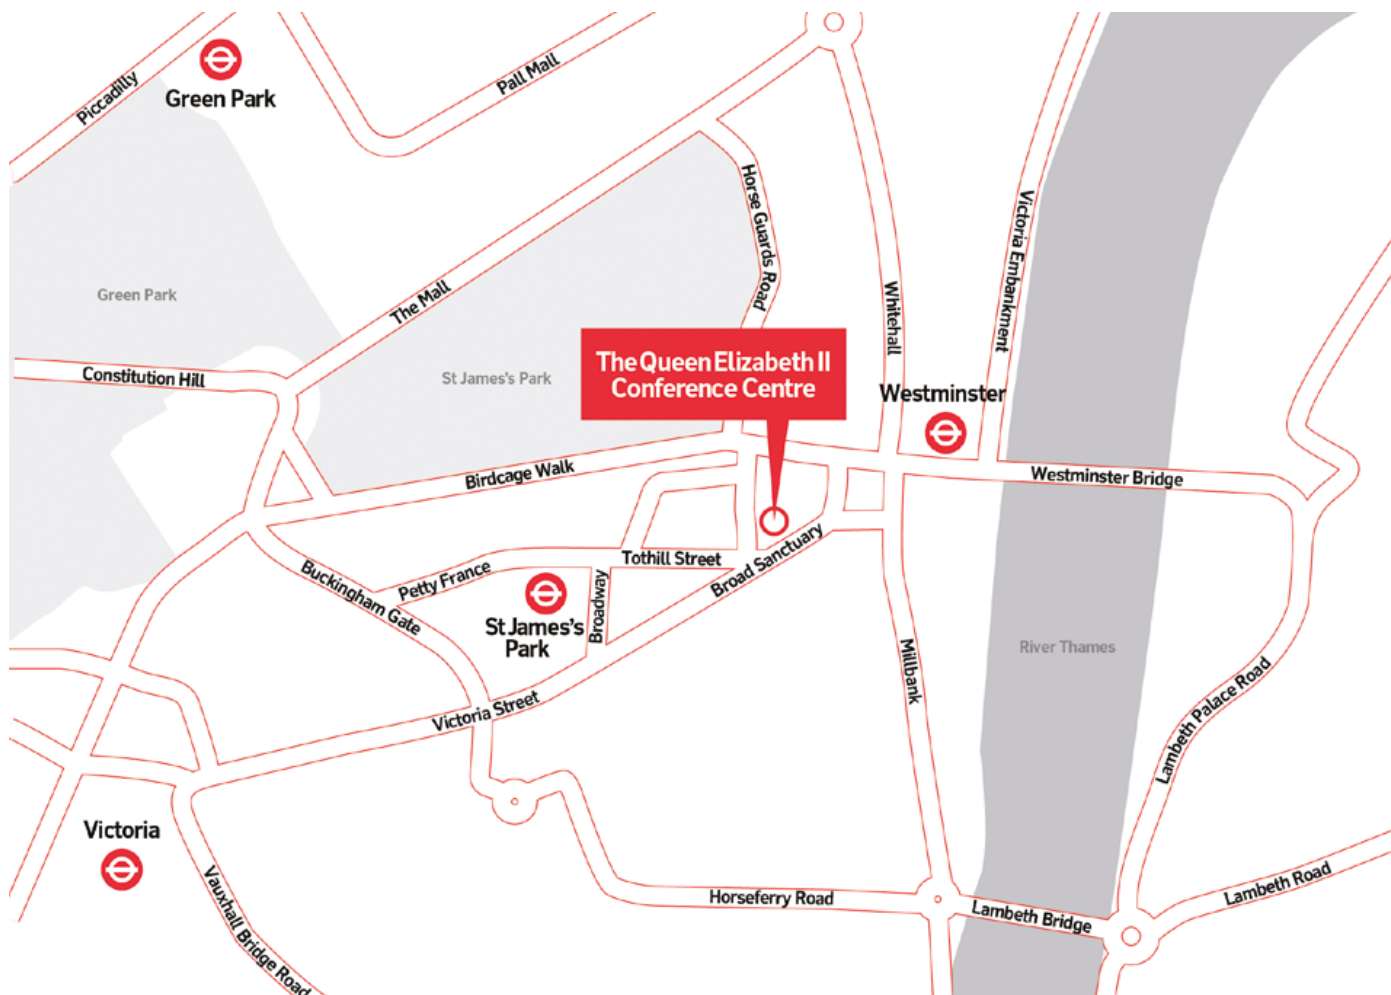 Piccadilly
Green Park
Pall Mall
Horse Guards Road
Victoria Embankment
Green Park
The Mall
Whitehall
Constitution Hill
St James's Park
The Queen Elizabeth II
Conference Centre
Westminster
Birdcage Walk
Westminster Bridge
Tothill Street
Broad Sanctuary
Petty France
Buckingham Gate
Broadway
St James's
Park
River Thames
Millbank
Victoria Street
Lambeth Palace Road
Victoria
Vauxhall Bridge Road
Horseferry Road
Lambeth Bridge
Lambeth Road